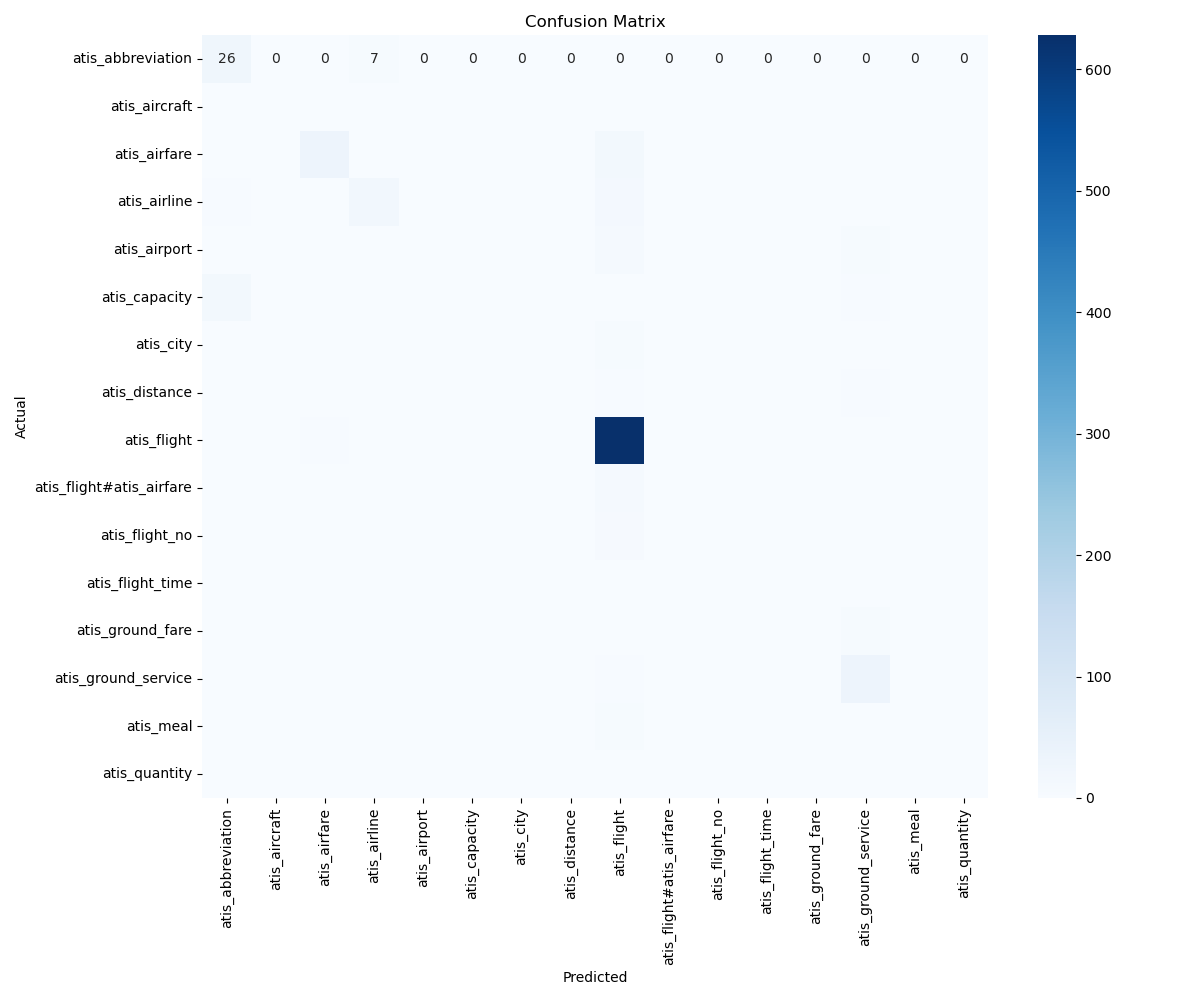 Confusion Matrix
atis_abbreviation 26 0 0 7 0 0 0 0 0 0 0 0 0 0 0 0
atis_aircraft
atis_airfare
atis_airline
atis_airport
atis_capacity
atis_city
atis_distance
atis_flight
atis_flight#atis_airfare
atis_flight_no
atis_flight_time
atis_ground_fare
atis_ground_service
atis_meal
atis_quantity
Actual
atis_abbreviation
atis_aircraft
atis_airfare
atis_airline
atis_airport
atis_capacity
atis_city
atis_distance
atis_flight
atis_flight#atis_airfare
atis_flight_no
atis_flight_time
atis_ground_fare
atis_ground_service
atis_meal
atis_quantity
Predicted
600
500
400
300
200
100
0